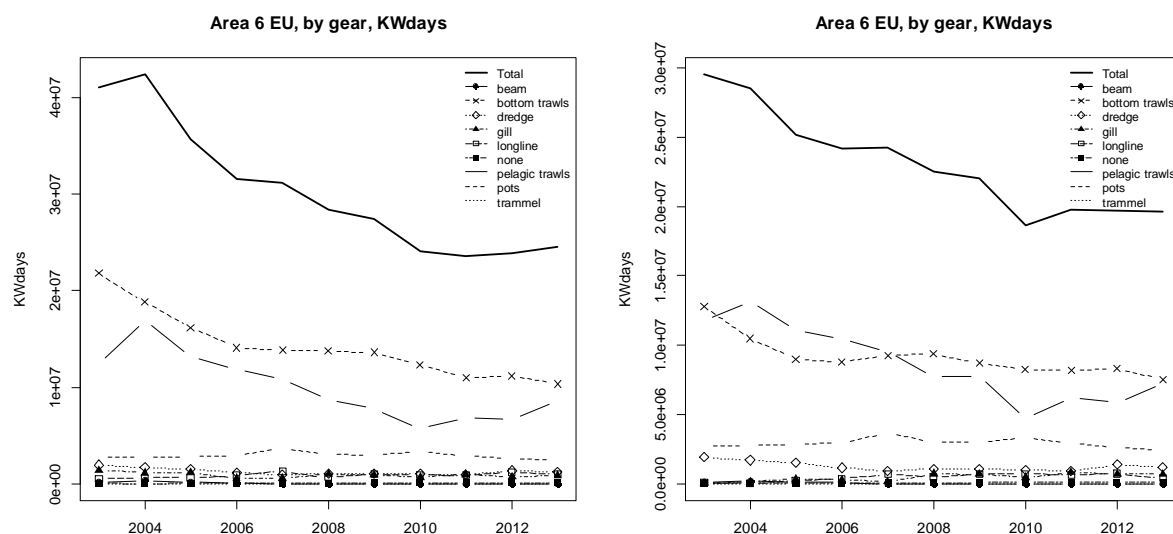 Area 6 EU, by gear, KWdays
KWdays
0e+00
1e+07
2e+07
3e+07
4e+07
2004
2006
2008
2010
2012
Total
beam
bottom trawls
dredge
gill
longline
none
pelagic trawls
pots
trammel
Area 6 EU, by gear, KWdays
KWdays
0.0e+00
5.0e+06
1.0e+07
1.5e+07
2.0e+07
2.5e+07
3.0e+07
2004
2006
2008
2010
2012
Total
beam
bottom trawls
dredge
gill
longline
none
pelagic trawls
pots
trammel